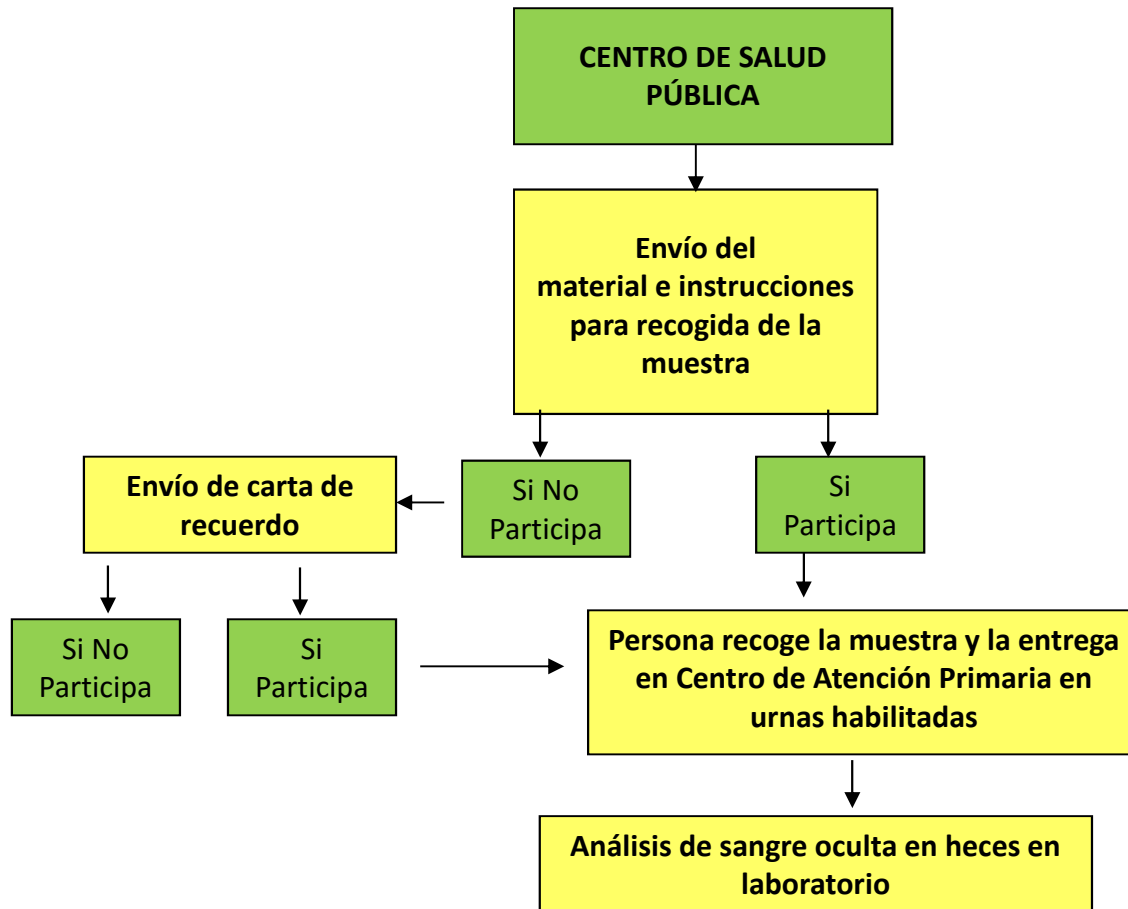 CENTRO DE SALUD
PÚBLICA
Envío del
material e instrucciones
para recogida de la
muestra
Envío de carta de
recuerdo
Si No
Participa
Si
Participa
Si No
Participa
Si
Participa
Persona recoge la muestra y la entrega
en Centro de Atención Primaria en
urnas habilitadas
Análisis de sangre oculta en heces en
laboratorio